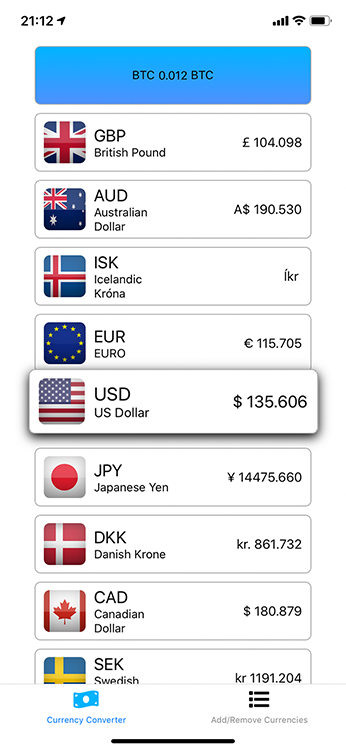 21:12
BTC 0.012 BTC
GBP
British Pound
£ 104.098
AUD
Australian
Dollar
A$ 190.530
ISK
Icelandic
Króna
Íkr
EUR
EURO
€ 115.705
USD
US Dollar
$ 135.606
JPY
Japanese Yen
¥ 14475.660
DKK
Danish Krone
kr. 861.732
CAD
Canadian
Dollar
$ 180.879
SEK
Swedish
kr 1191.204
Currency Converter
Add/Remove Currencies